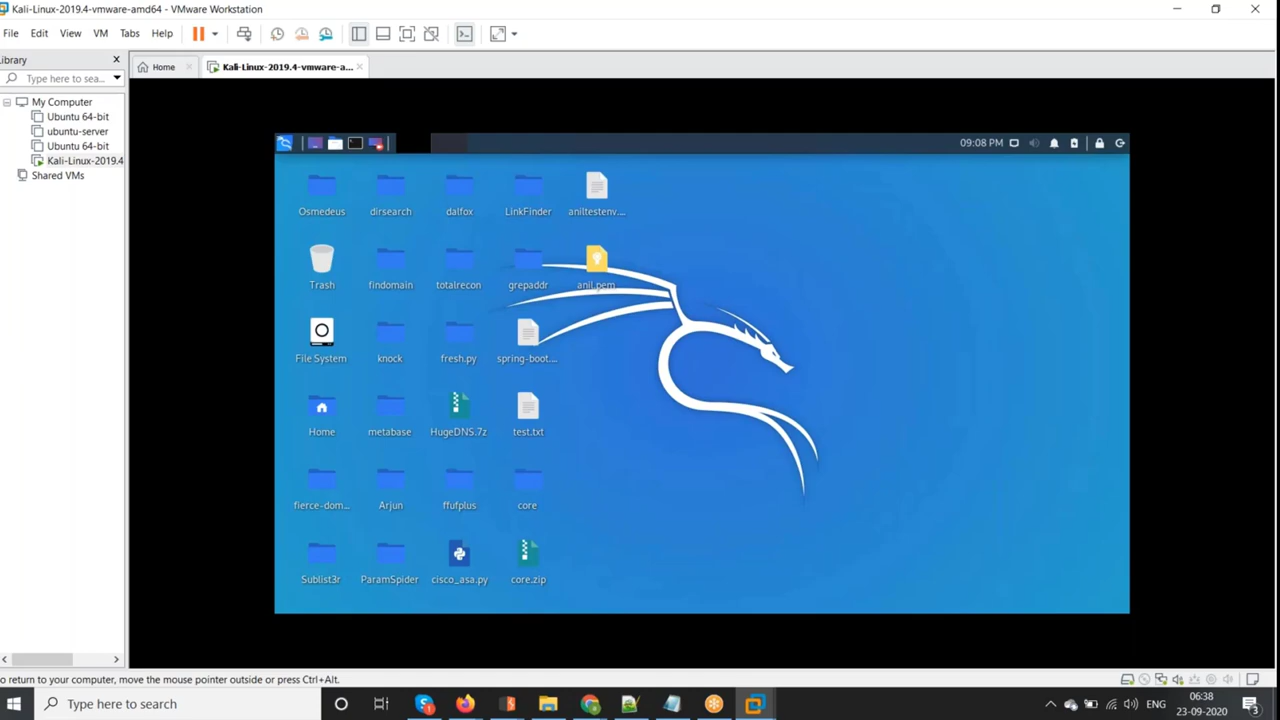 Kali-Linux-2019.4-vmware-amd64 - VMware Workstation
File Edit View VM Tabs Help
Library
Type here to sea...
My Computer
Ubuntu 64-bit
ubuntu-server
Ubuntu 64-bit
Kali-Linux-2019.4
Shared VMs
Home
Kali-Linux-2019.4-vmware-a...
09:08 PM
Osmedeus dirsearch dalfox LinkFinder aniltestenv....
Trash findomain totalrecon grepaddr anil.pem
File System knock fresh.py spring-boot....
Home metabase HugeDNS.7z test.txt
fierce-dom... Arjun ffufplus core
Sublist3r ParamSpider cisco_asa.py core.zip
o return to your computer, move the mouse pointer outside or press Ctrl+Alt.
Type here to search
ENG
06:38
23-09-2020
3